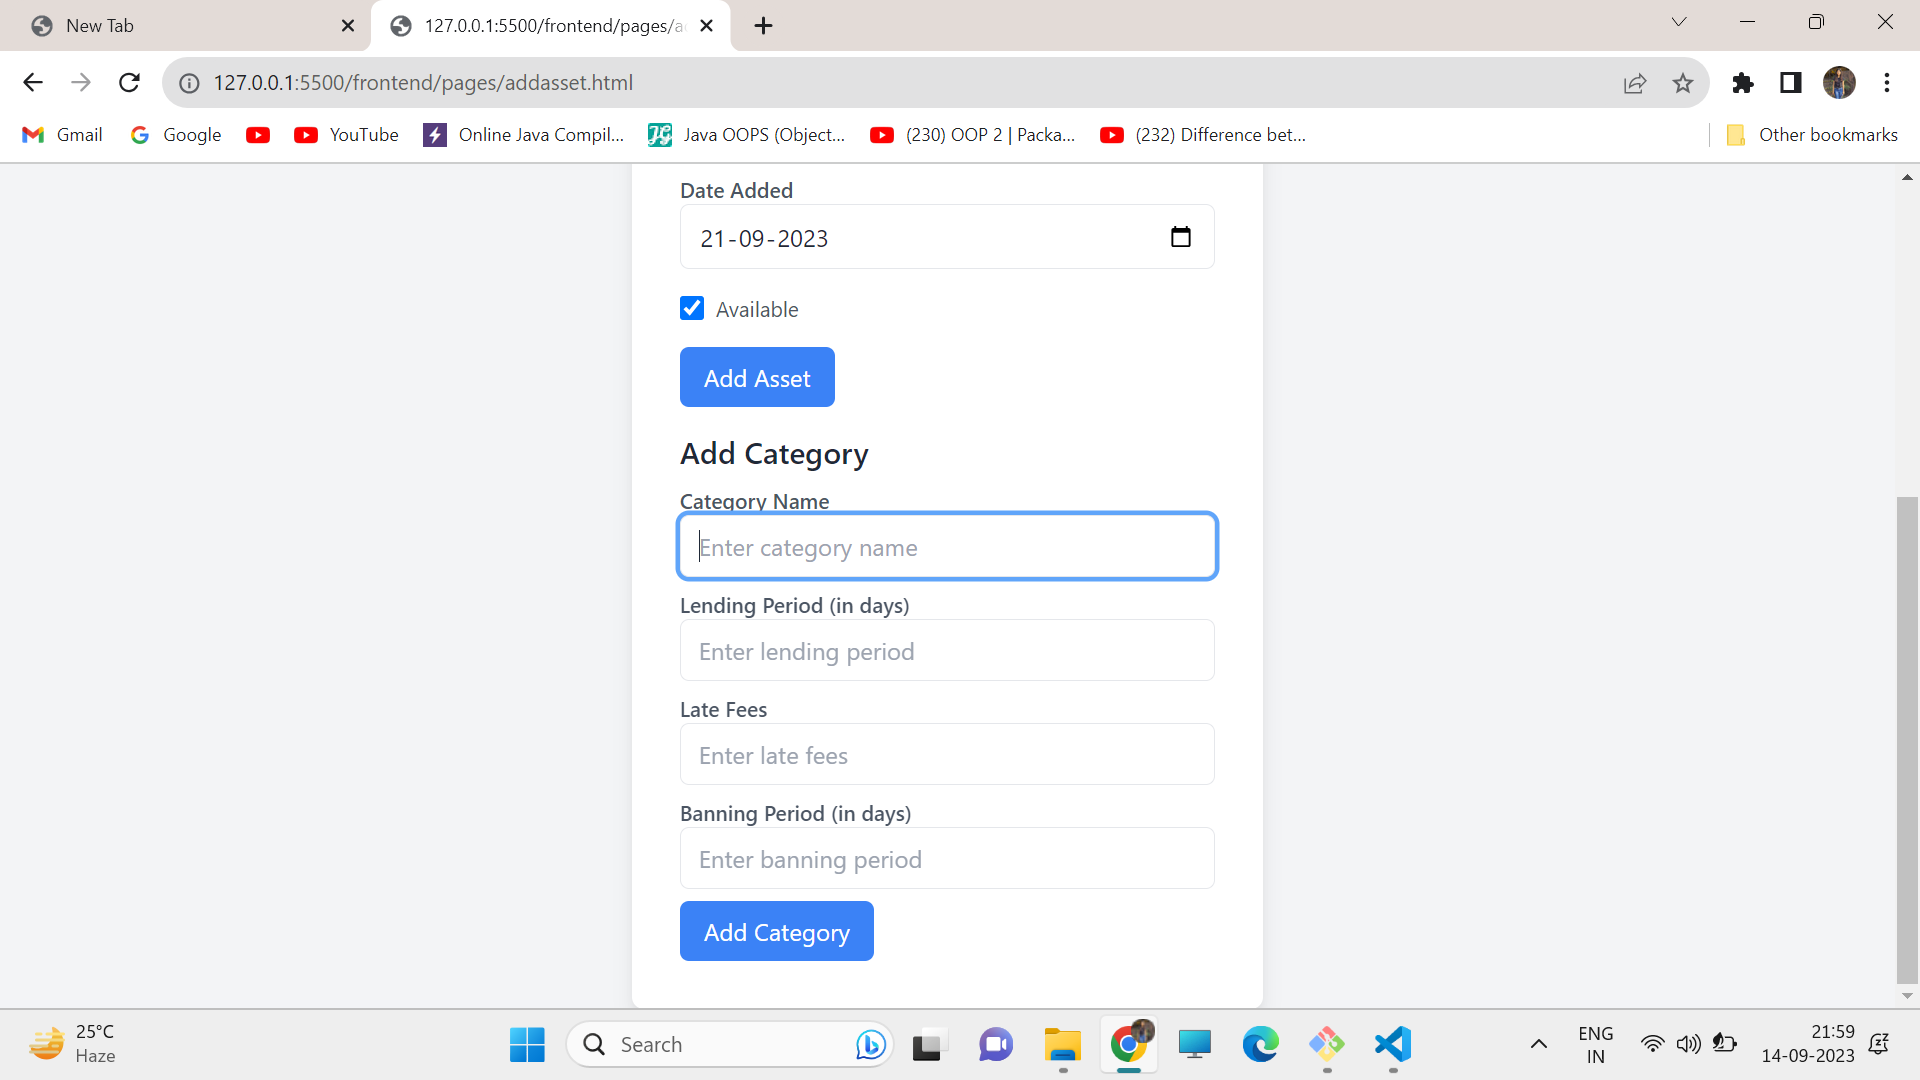 New Tab
127.0.0.1:5500/frontend/pages/a
127.0.0.1:5500/frontend/pages/addasset.html
Gmail
Google
YouTube
Online Java Compil...
Java OOPS (Object...
(230) OOP 2 | Packa...
(232) Difference bet...
Other bookmarks
Date Added
21-09-2023
Available
Add Asset
Add Category
Category Name
Enter category name
Lending Period (in days)
Enter lending period
Late Fees
Enter late fees
Banning Period (in days)
Enter banning period
Add Category
25°C
Haze
Search
ENG
IN
21:59
14-09-2023